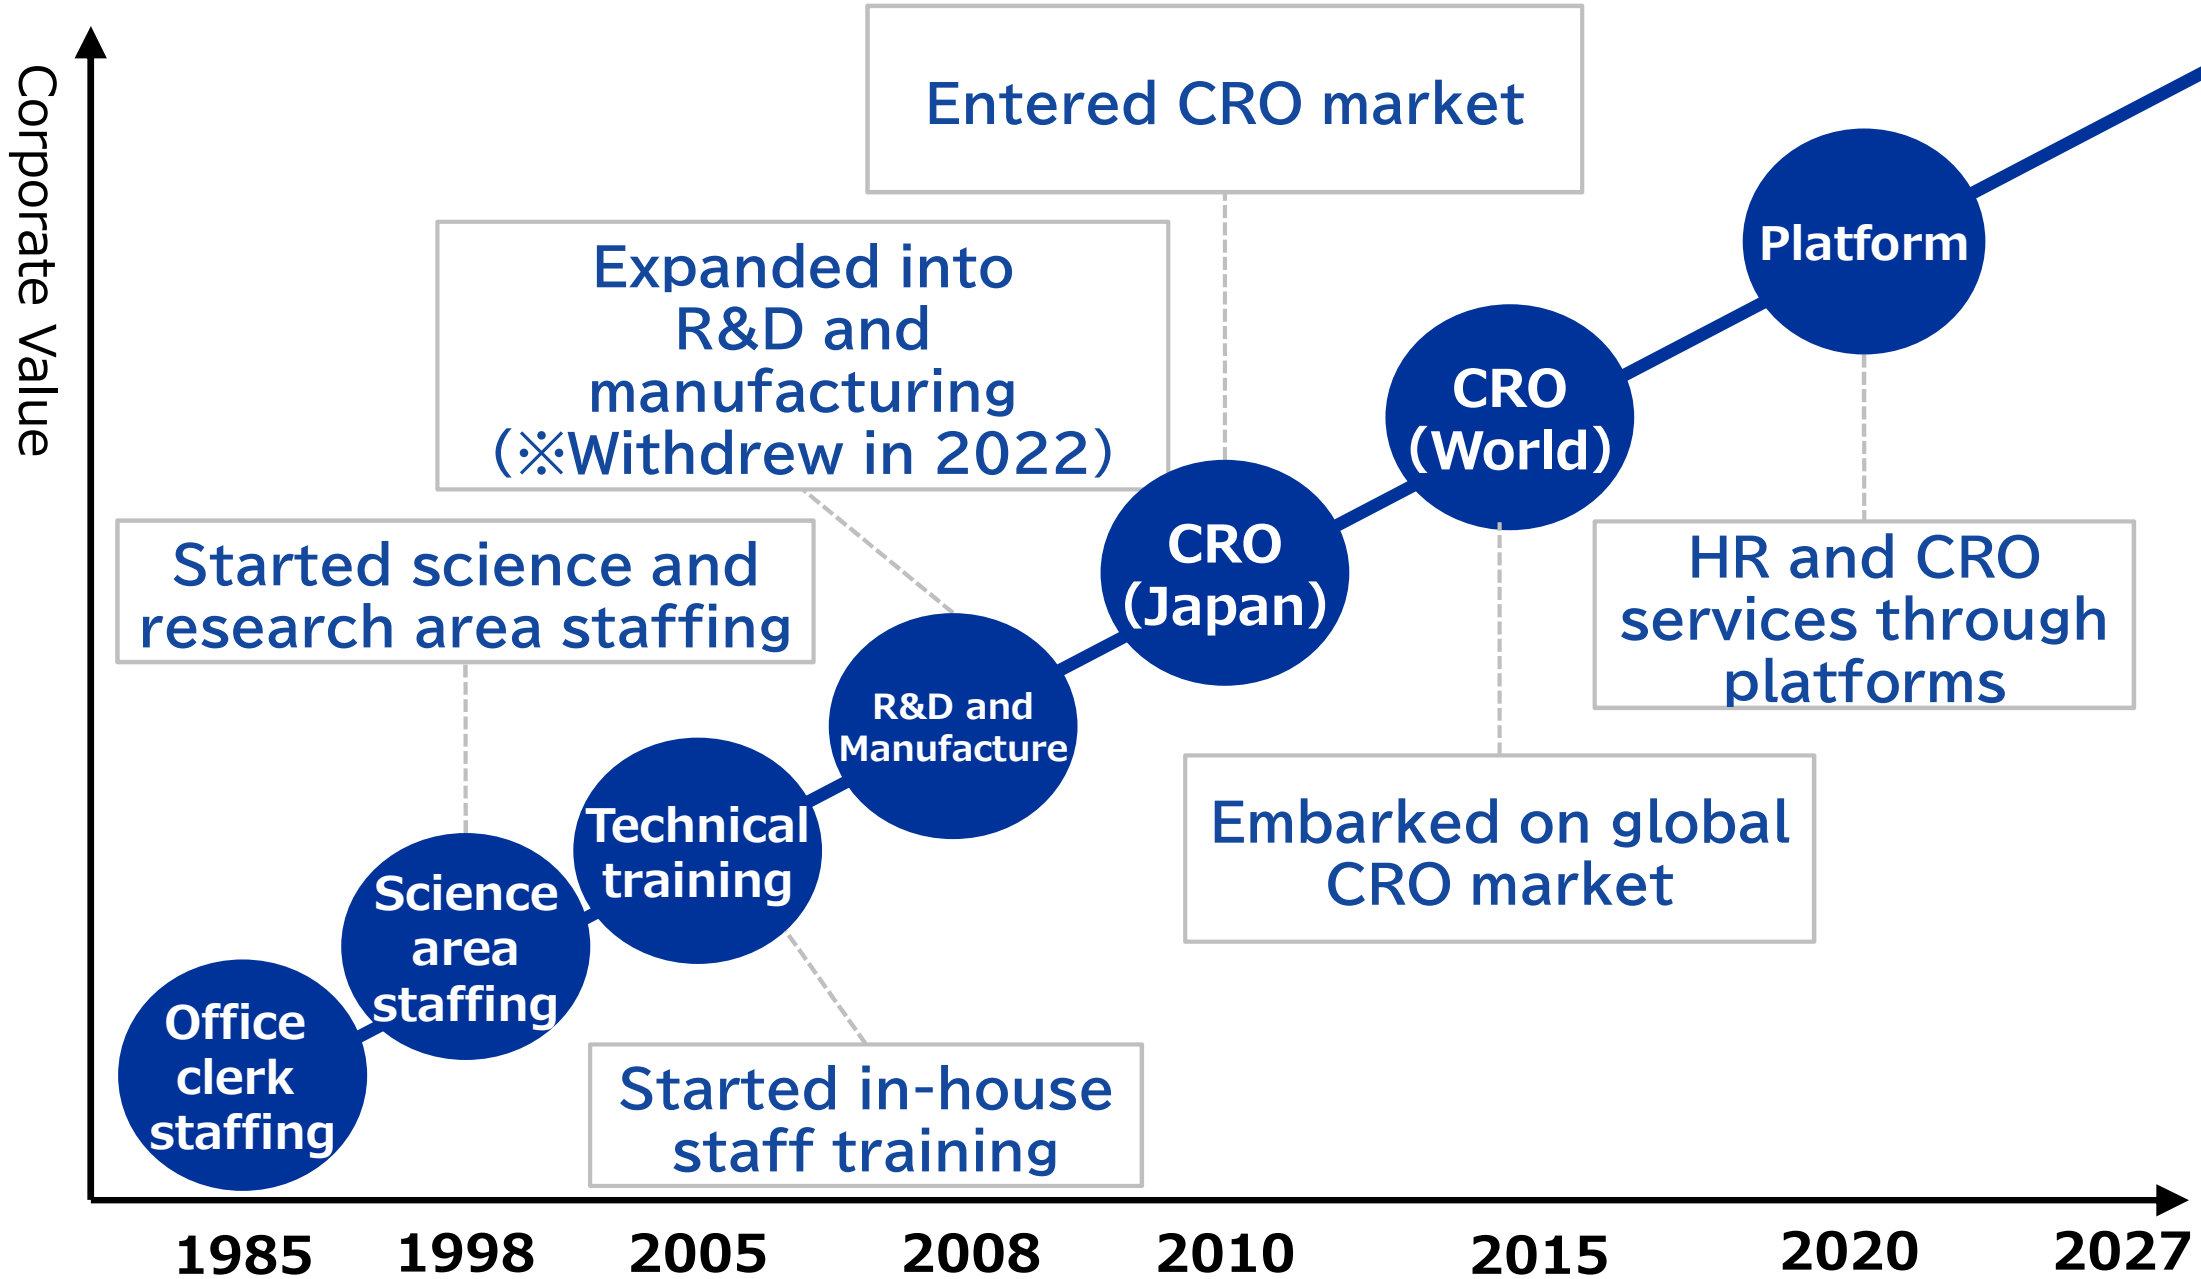 Corporate Value
Entered CRO market
Expanded into
R&D and
manufacturing
(※Withdrew in 2022)
Started science and
research area staffing
Platform
CRO
(World)
CRO
(Japan)
HR and CRO
services through
platforms
R&D and
Manufacture
Technical
training
Embarked on global
CRO market
Science
area
staffing
Office
clerk
staffing
Started in-house
staff training
1985
1998
2005
2008
2010
2015
2020
2027